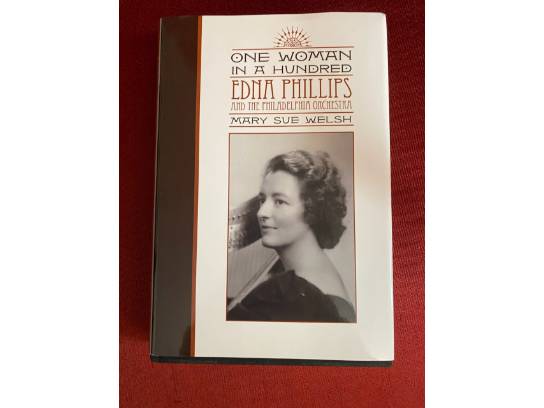 ONE WOMAN
IN A HUNDRED
EDNA PHILLIPS
AND THE PHILADELPHIA ORCHESTRA
MARY SUE WELSH